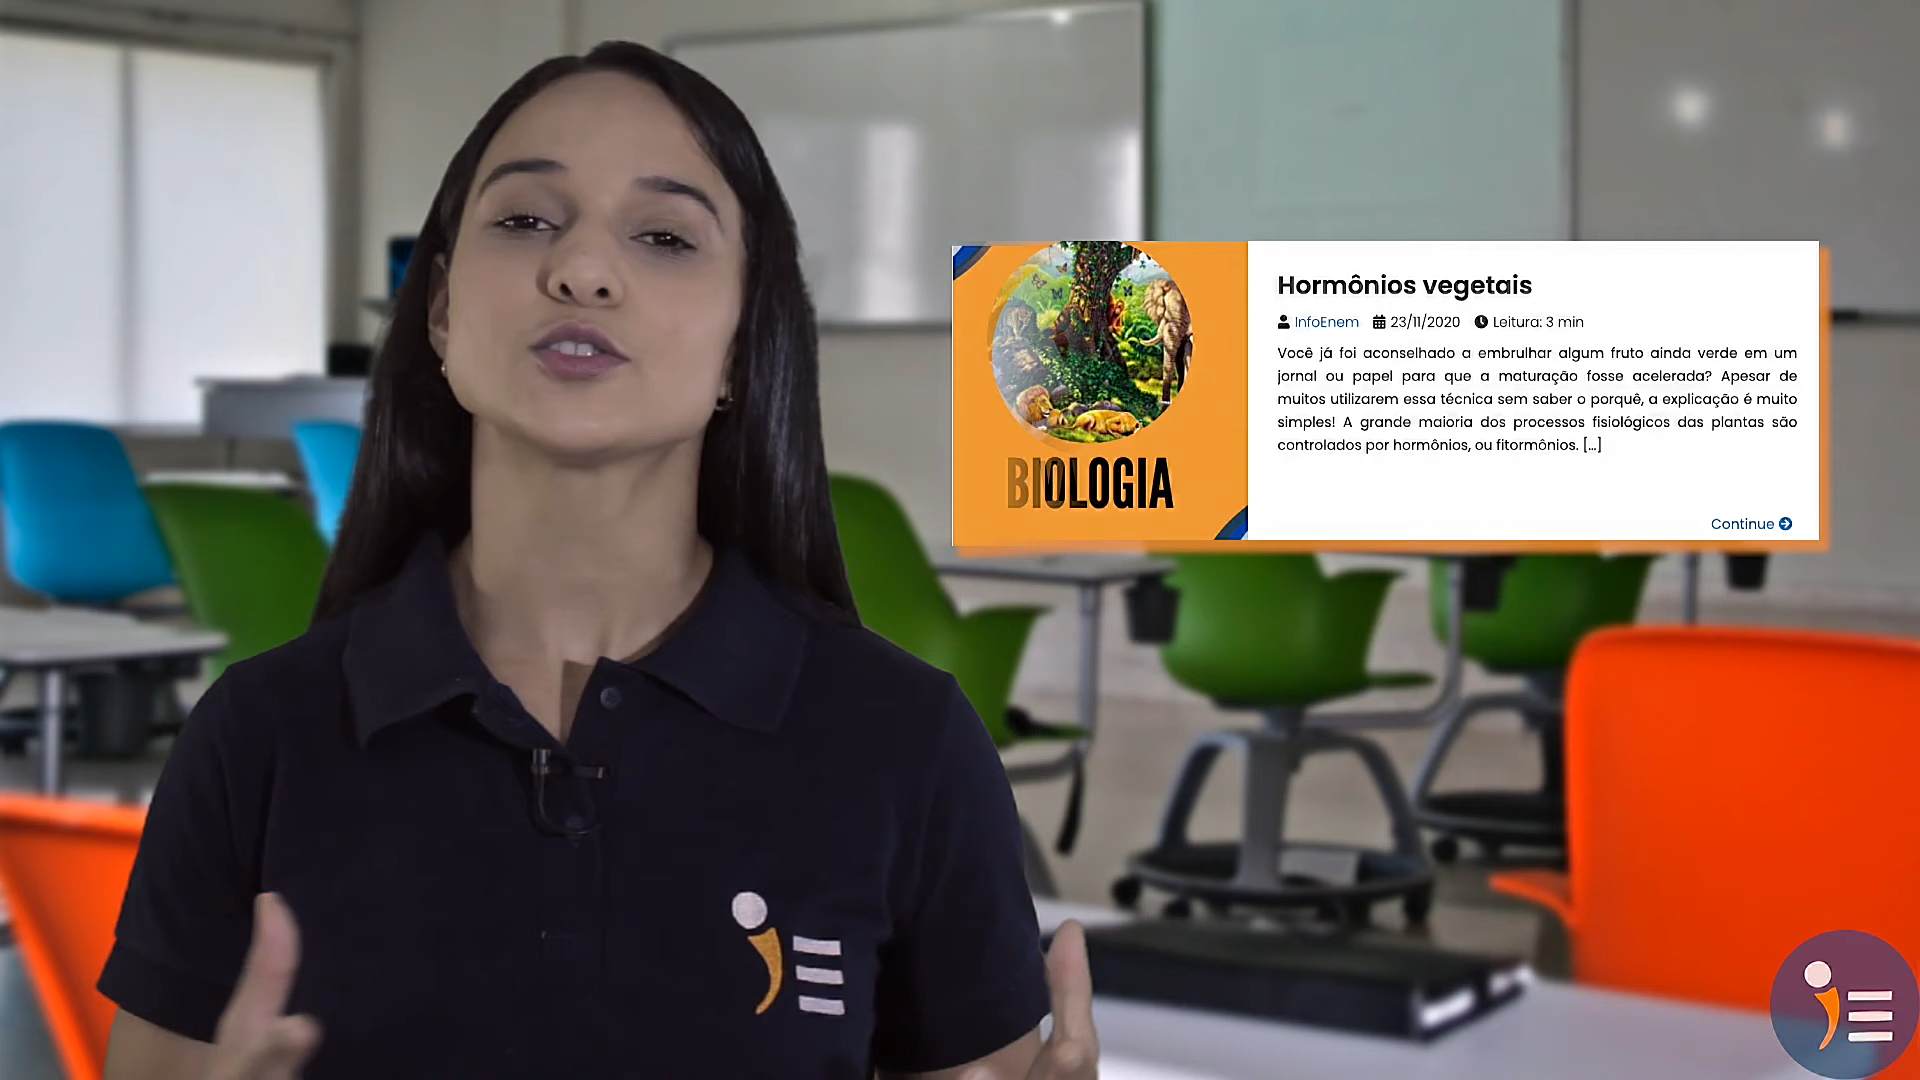 BIOLOGIA
Hormônios vegetais
InfoEnem 23/11/2020 Leitura: 3 min
Você já foi aconselhado a embrulhar algum fruto ainda verde em um
jornal ou papel para que a maturação fosse acelerada? Apesar de
muitos utilizarem essa técnica sem saber o porquê, a explicação é muito
simples! A grande maioria dos processos fisiológicos das plantas são
controlados por hormônios, ou fitormônios. [...]
Continue